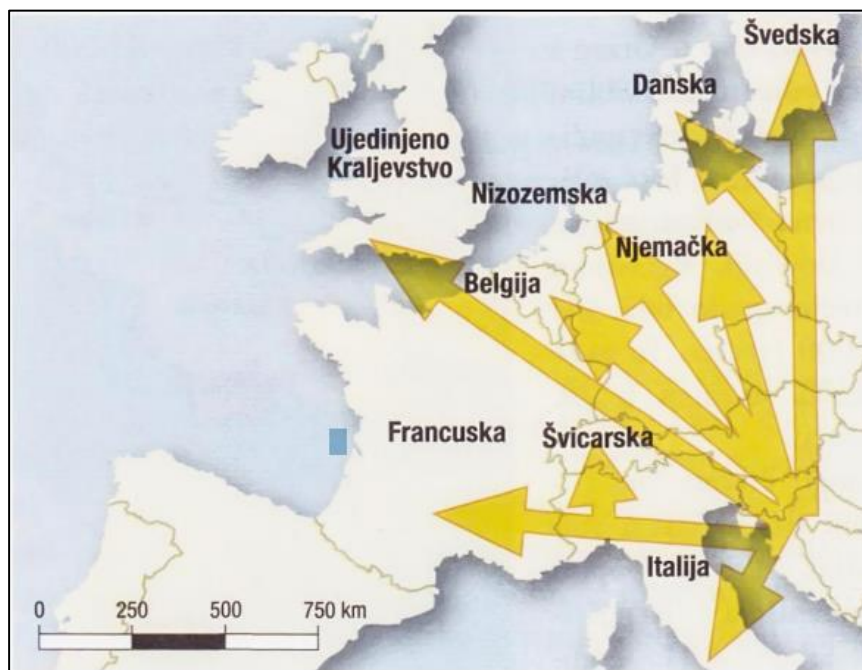 Švedska
Danska
Ujedinjeno
Kraljevstvo
Nizozemska
Njemačka
Belgija
Francuska
Švicarska
Italija
0 250 500 750 km